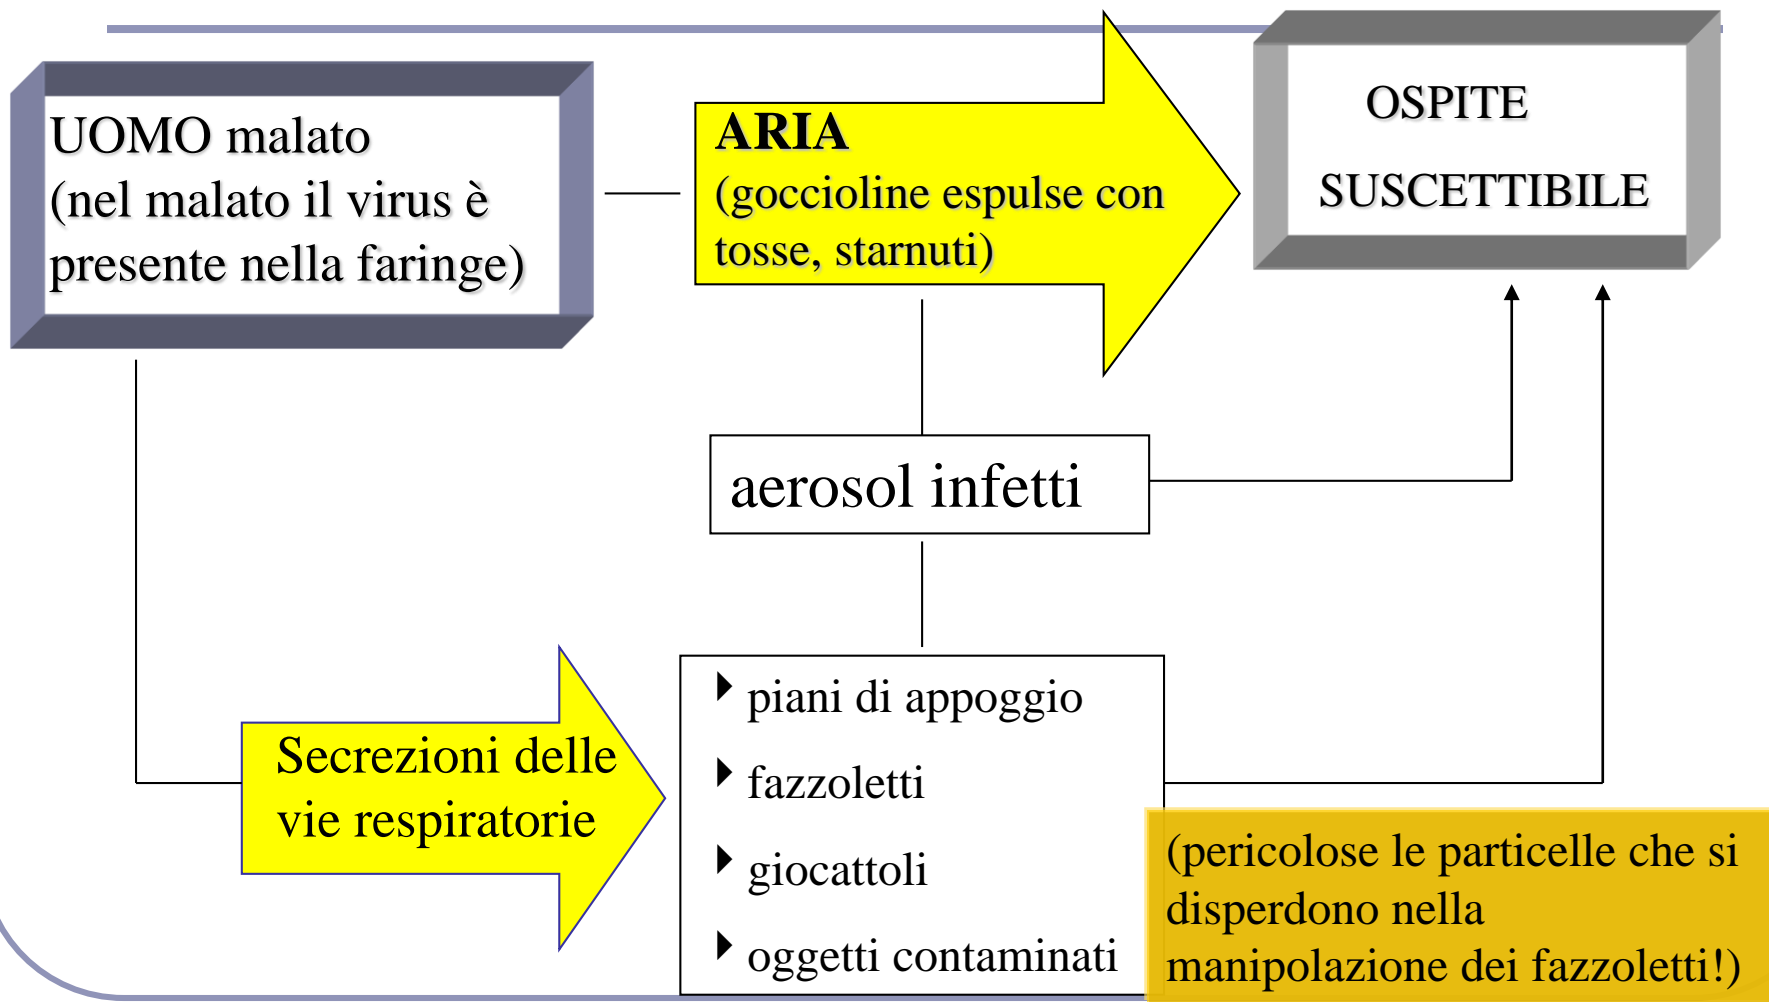 UOMO malato
(nel malato il virus è
presente nella faringe)
ARIA
(goccioline espulse con
tosse, starnuti)
OSPITE
SUSCETTIBILE
aerosol infetti
Secrezioni delle
vie respiratorie
piani di appoggio
fazzoletti
giocattoli
oggetti contaminati
(pericolose le particelle che si
disperdono nella
manipolazione dei fazzoletti!)